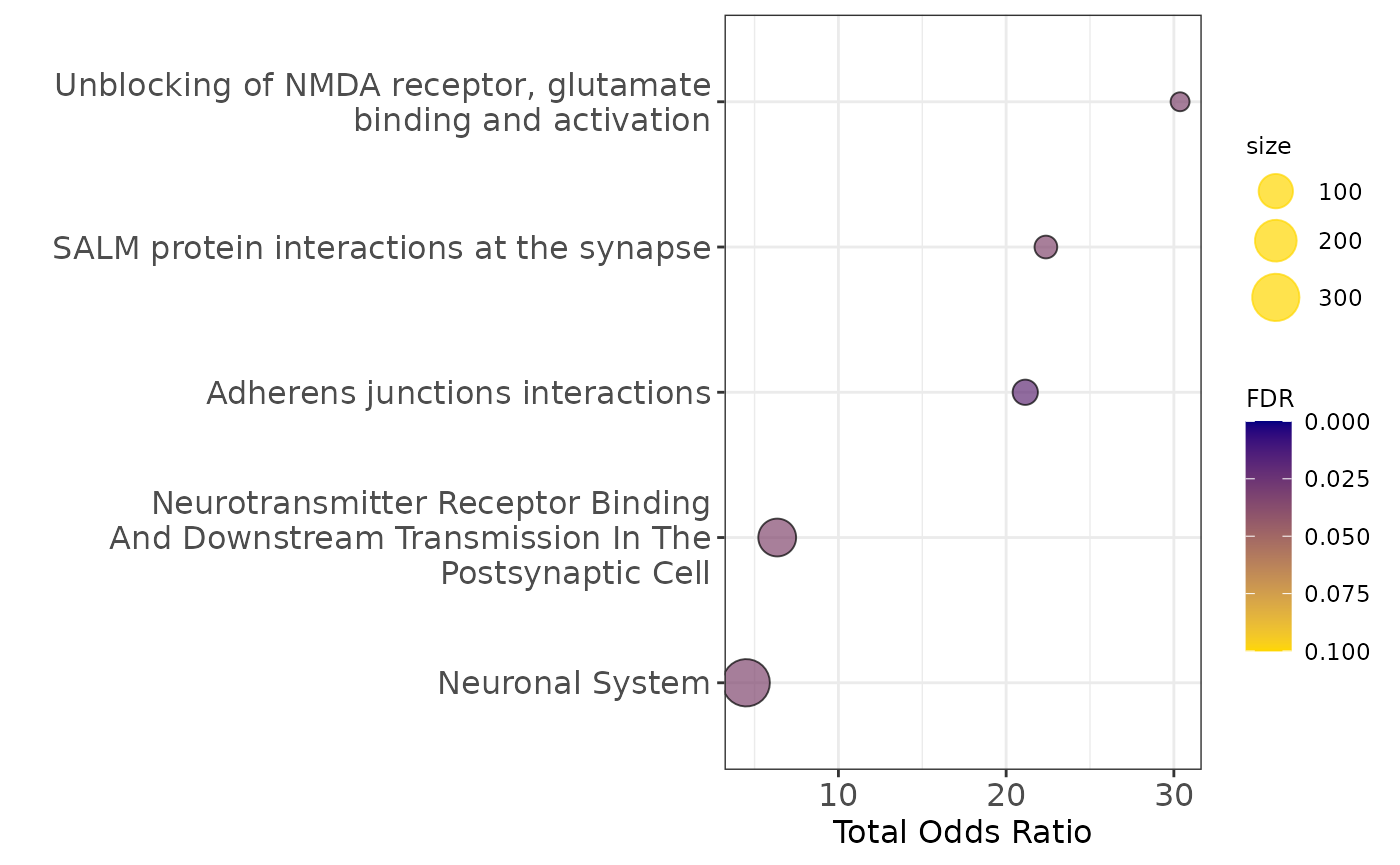 Unblocking of NMDA receptor, glutamate
binding and activation
SALM protein interactions at the synapse
Adherens junctions interactions
Neurotransmitter Receptor Binding
And Downstream Transmission In The
Postsynaptic Cell
Neuronal System
10
20
30
Total Odds Ratio
size
100
200
300
FDR
0.000
0.025
0.050
0.075
0.100